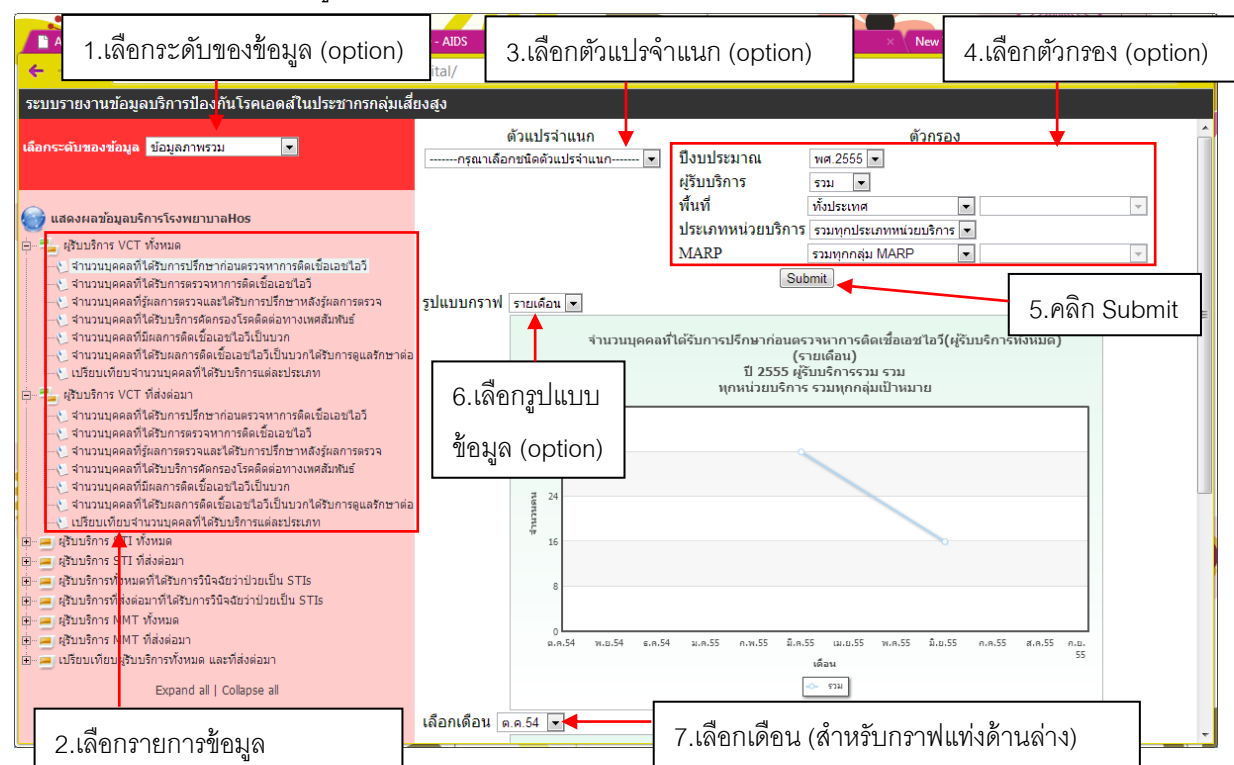 1.เลือกระดับของข้อมูล (option)
3.เลือกตัวแปรจำแนก (option)
4.เลือกตัวกรอง (option)
A
- AIDS
New
ital/
ระบบรายงานข้อมูลบริการป้องกันโรคเอดส์ในประชากรกลุ่มเสี่ยงสูง
เลือกระดับของข้อมูล ข้อมูลภาพรวม
ตัวแปรจำแนก
-------กรุณาเลือกชนิดตัวแปรจำแนก-------
ตัวกรอง
ปีงบประมาณ พศ.2555
ผู้รับบริการ รวม
พื้นที่ ทั้งประเทศ
ประเภทหน่วยบริการ รวมทุกประเภทหน่วยบริการ
MARP รวมทุกกลุ่ม MARP
Submit
5.คลิก Submit
แสดงผลข้อมูลบริการโรงพยาบาลHos
ผู้รับบริการ VCT ทั้งหมด
จำนวนบุคคลที่ได้รับการปรึกษาก่อนตรวจหาการติดเชื้อเอชไอวี
จำนวนบุคคลที่ได้รับการตรวจหาการติดเชื้อเอชไอวี
จำนวนบุคคลที่รู้ผลการตรวจและได้รับการปรึกษาหลังรู้ผลการตรวจ
จำนวนบุคคลที่ได้รับบริการคัดกรองโรคติดต่อทางเพศสัมพันธ์
จำนวนบุคคลที่มีผลการติดเชื้อเอชไอวีเป็นบวก
จำนวนบุคคลที่ได้รับผลการติดเชื้อเอชไอวีเป็นบวกได้รับการดูแลรักษาต่อ
เปรียบเทียบจำนวนบุคคลที่ได้รับบริการแต่ละประเภท
ผู้รับบริการ VCT ที่ส่งต่อมา
จำนวนบุคคลที่ได้รับการปรึกษาก่อนตรวจหาการติดเชื้อเอชไอวี
จำนวนบุคคลที่ได้รับการตรวจหาการติดเชื้อเอชไอวี
จำนวนบุคคลที่รู้ผลการตรวจและได้รับการปรึกษาหลังรู้ผลการตรวจ
จำนวนบุคคลที่ได้รับบริการคัดกรองโรคติดต่อทางเพศสัมพันธ์
จำนวนบุคคลที่มีผลการติดเชื้อเอชไอวีเป็นบวก
จำนวนบุคคลที่ได้รับผลการติดเชื้อเอชไอวีเป็นบวกได้รับการดูแลรักษาต่อ
เปรียบเทียบจำนวนบุคคลที่ได้รับบริการแต่ละประเภท
ผู้รับบริการ STI ทั้งหมด
ผู้รับบริการ STI ที่ส่งต่อมา
ผู้รับบริการทั้งหมดที่ได้รับการวินิจฉัยว่าป่วยเป็น STIs
ผู้รับบริการที่ส่งต่อมาที่ได้รับการวินิจฉัยว่าป่วยเป็น STIs
ผู้รับบริการ MMT ทั้งหมด
ผู้รับบริการ MMT ที่ส่งต่อมา
เปรียบเทียบผู้รับบริการทั้งหมด และที่ส่งต่อมา
Expand all | Collapse all
2.เลือกรายการข้อมูล
รูปแบบกราฟ รายเดือน
จำนวนบุคคลที่ได้รับการปรึกษาก่อนตรวจหาการติดเชื้อเอชไอวี(ผู้รับบริการทั้งหมด)
(รายเดือน)
ปี 2555 ผู้รับบริการรวม รวม
ทุกหน่วยบริการ รวมทุกกลุ่มเป้าหมาย
6.เลือกรูปแบบ
ข้อมูล (option)
จำนวนคน
24
16
8
0
ต.ค.54 พ.ย.54 ธ.ค.54 ม.ค.55 ก.พ.55 มี.ค.55 เม.ย.55 พ.ค.55 มิ.ย.55 ก.ค.55 ส.ค.55 ก.ย.
55
เดือน
รวม
เลือกเดือน ต.ค.54
7.เลือกเดือน (สำหรับกราฟแท่งด้านล่าง)